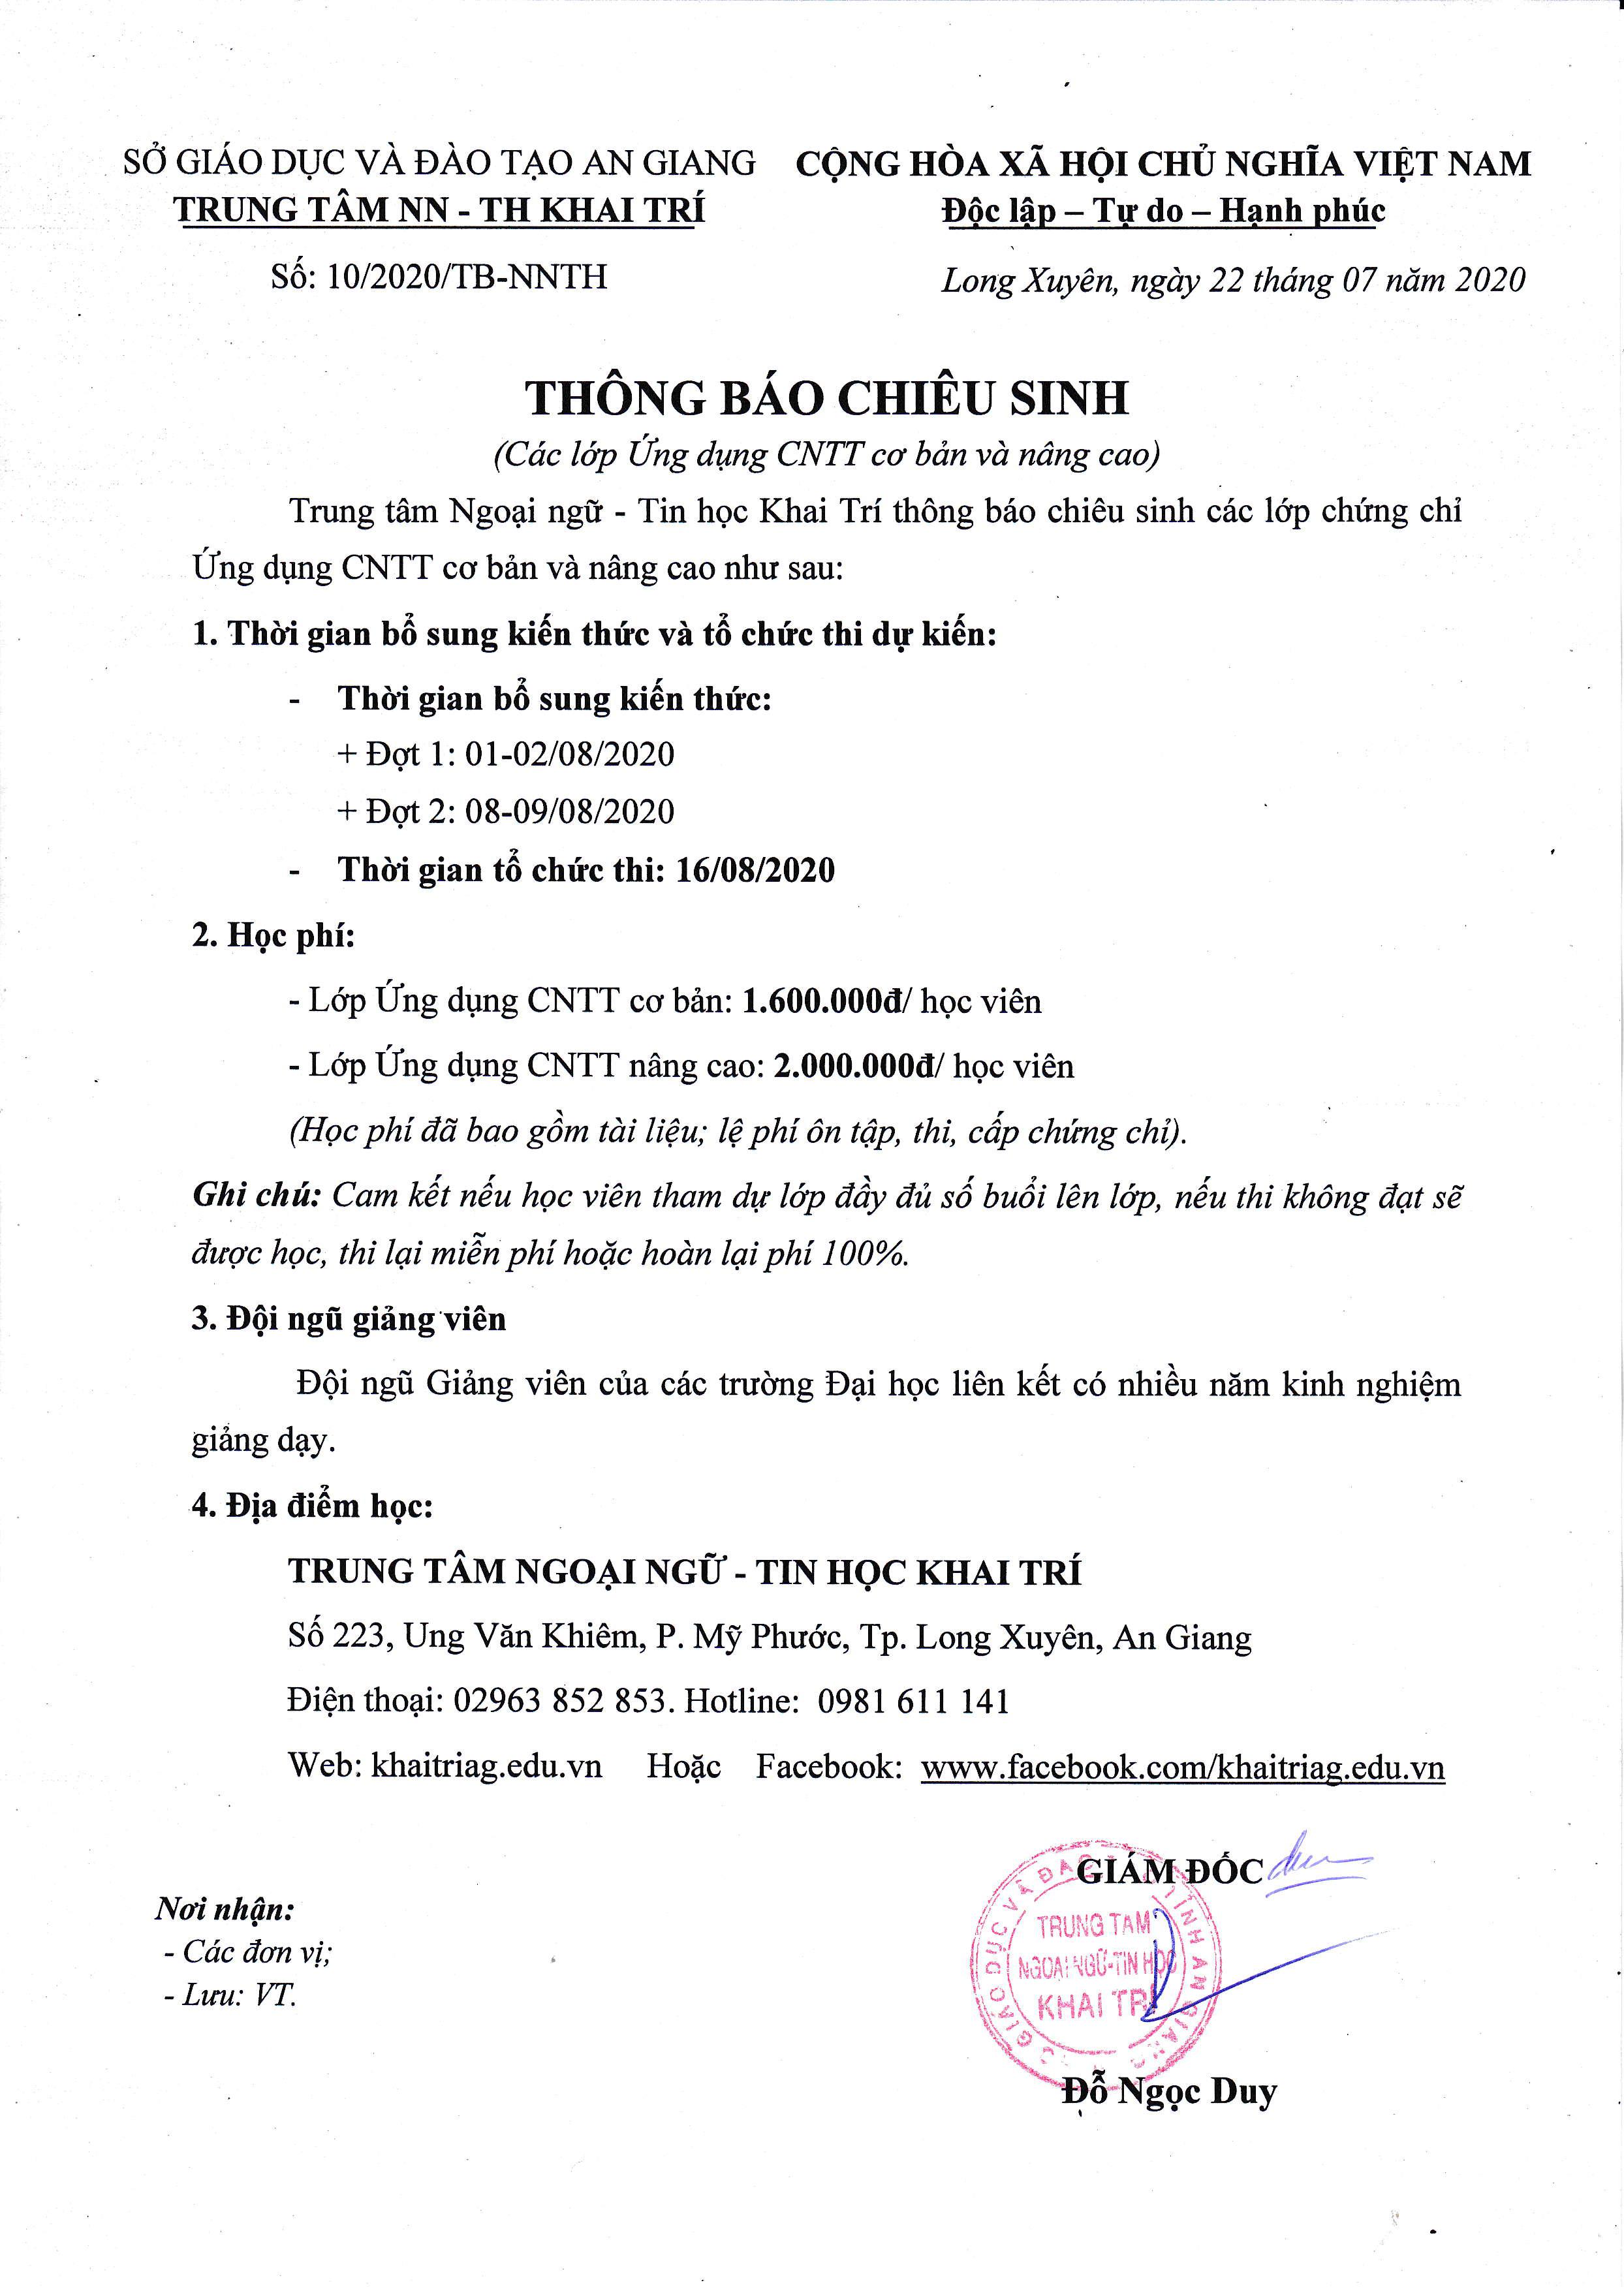 SỞ GIÁO DỤC VÀ ĐÀO TẠO AN GIANG
TRUNG TÂM NN - TH KHAI TRÍ
Số: 10/2020/TB-NNTH
CỘNG HÒA XÃ HỘI CHỦ NGHĨA VIỆT NAM
Độc lập – Tự do – Hạnh phúc
Long Xuyên, ngày 22 tháng 07 năm 2020
THÔNG BÁO CHIÊU SINH
(Các lớp Ứng dụng CNTT cơ bản và nâng cao)
Trung tâm Ngoại ngữ - Tin học Khai Trí thông báo chiêu sinh các lớp chứng chỉ
Ứng dụng CNTT cơ bản và nâng cao như sau:
1. Thời gian bổ sung kiến thức và tổ chức thi dự kiến:
- Thời gian bổ sung kiến thức:
+ Đợt 1: 01-02/08/2020
+ Đợt 2: 08-09/08/2020
- Thời gian tổ chức thi: 16/08/2020
2. Học phí:
- Lớp Ứng dụng CNTT cơ bản: 1.600.000đ/ học viên
- Lớp Ứng dụng CNTT nâng cao: 2.000.000đ/ học viên
(Học phí đã bao gồm tài liệu; lệ phí ôn tập, thi, cấp chứng chỉ).
Ghi chú: Cam kết nếu học viên tham dự lớp đầy đủ số buổi lên lớp, nếu thi không đạt sẽ
được học, thi lại miễn phí hoặc hoàn lại phí 100%.
3. Đội ngũ giảng viên
Đội ngũ Giảng viên của các trường Đại học liên kết có nhiều năm kinh nghiệm
giảng dạy.
4. Địa điểm học:
TRUNG TÂM NGOẠI NGỮ - TIN HỌC KHAI TRÍ
Số 223, Ung Văn Khiêm, P. Mỹ Phước, Tp. Long Xuyên, An Giang
Điện thoại: 02963 852 853. Hotline: 0981 611 141
Web: khaitriag.edu.vn Hoặc Facebook: www.facebook.com/khaitriag.edu.vn
Nơi nhận:
- Các đơn vị;
- Lưu: VT.
GIÁM ĐỐC
TRUNG TÂM
NGOẠI NGỮ-TIN HỌC
KHAI TRÍ
Đỗ Ngọc Duy